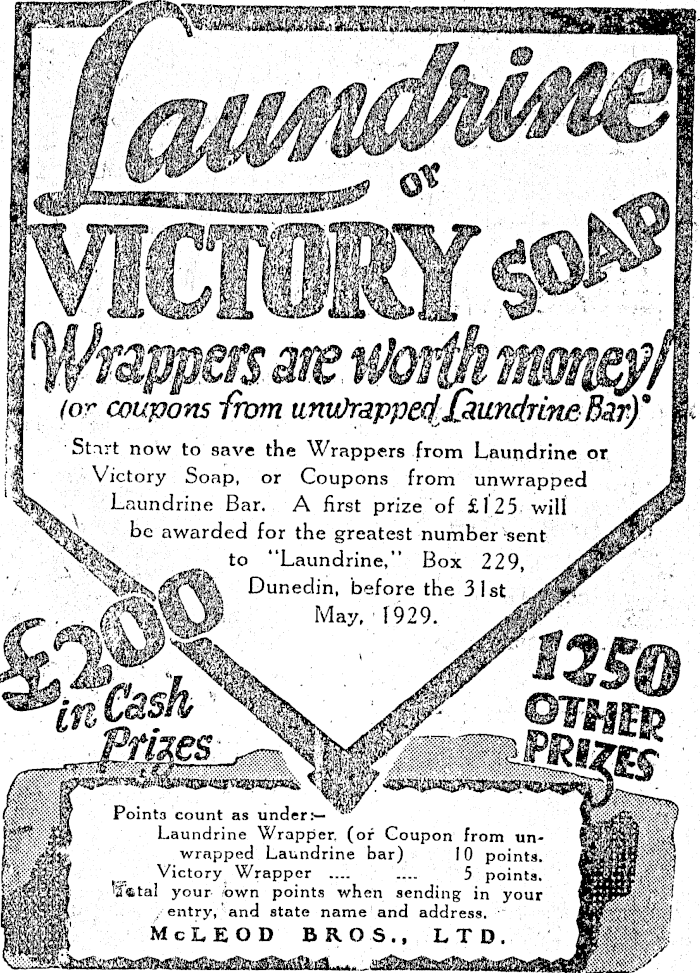 Laundrine
or
VICTORY SOAP
Wrappers are worth money!
(or coupons from unwrapped Laundrine Bar)
Start now to save the Wrappers from Laundrine or
Victory Soap, or Coupons from unwrapped
Laundrine Bar. A first prize of £125 will
be awarded for the greatest number sent
to "Laundrine," Box 229,
Dunedin, before the 31st
May, 1929.
£200
in Cash
Prizes
1250
OTHER
PRIZES
Points count as under:—
Laundrine Wrapper, (or Coupon from un-
wrapped Laundrine bar) 10 points.
Victory Wrapper .... .... 5 points.
Total your own points when sending in your
entry, and state name and address.
McLEOD BROS., LTD.